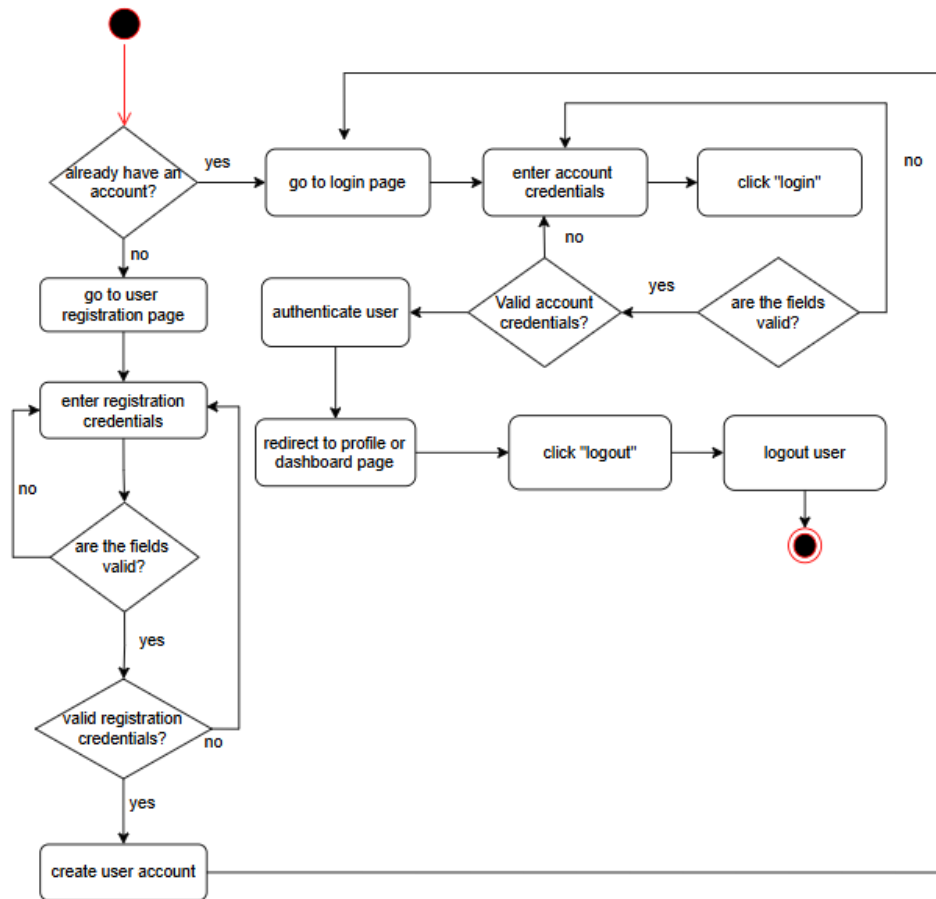 already have an
account?
yes
go to login page
enter account
credentials
click "login"
no
no
go to user
registration page
authenticate user
no
Valid account
credentials?
yes
are the fields
valid?
enter registration
credentials
redirect to profile or
dashboard page
click "logout"
logout user
no
are the fields
valid?
yes
valid registration
credentials?
no
yes
create user account